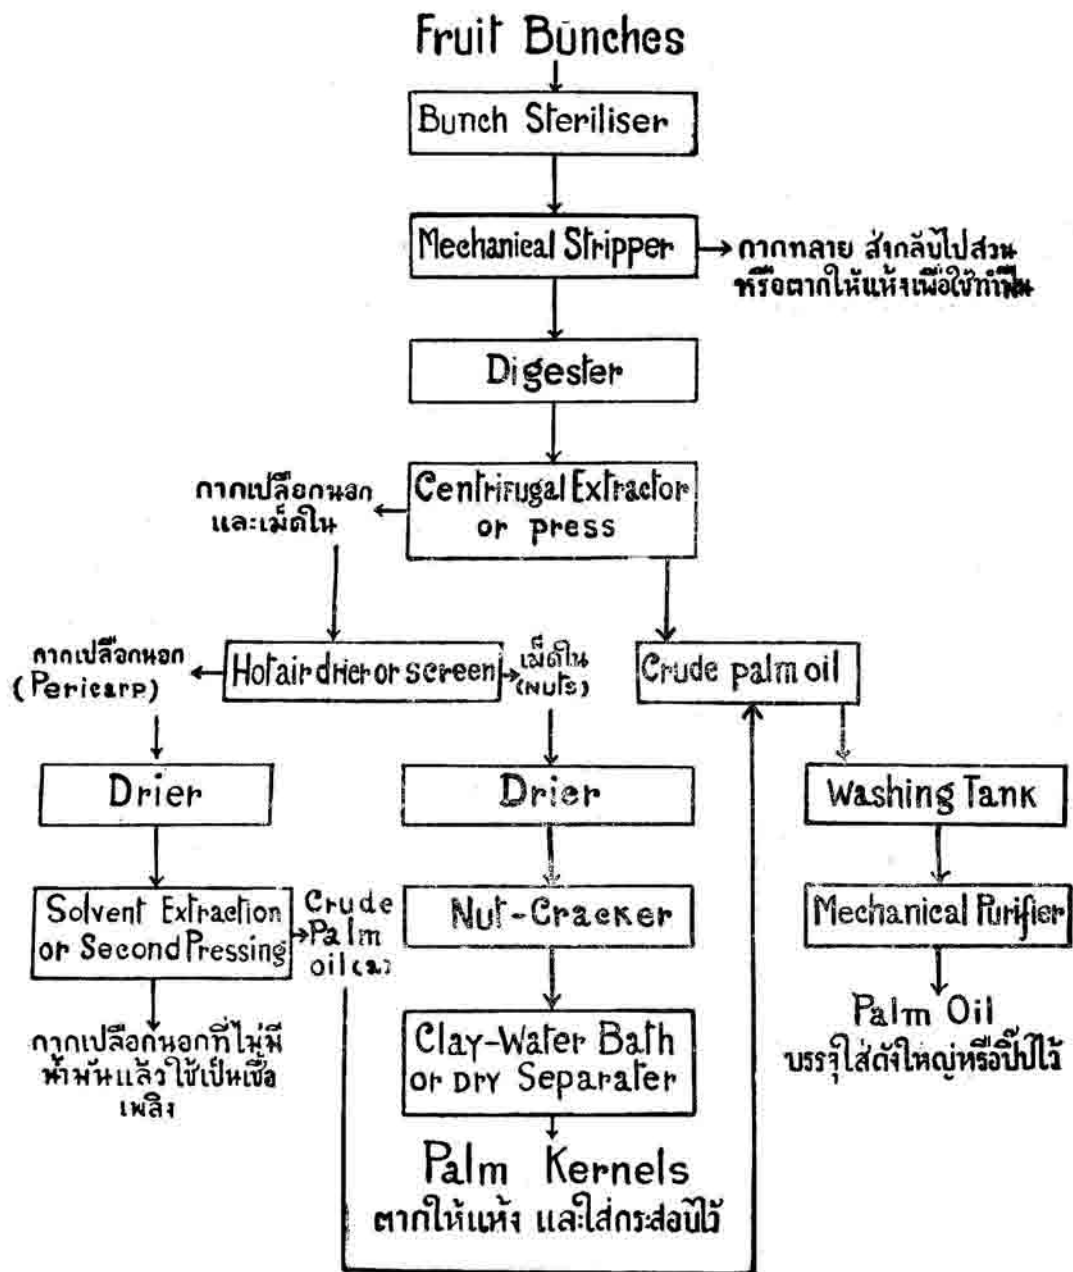 Fruit Bunches
Bunch Steriliser
Mechanical Stripper
กากทลาย ส่งกลับไปสวน
หรือตากให้แห้งเพื่อใช้ทำฟืน
Digester
Centrifugal Extractor
or press
กากเปลือกนอก
และเม็ดใน
กากเปลือกนอก
(Pericarp)
Hot air drier or screen
เม็ดใน
(NUTS)
Crude palm oil
Drier
Drier
Washing Tank
Solvent Extraction
or Second Pressing
Crude
Palm
oil (๒)
Nut-Cracker
Mechanical Purifier
กากเปลือกนอกที่ไม่มี
น้ำมันแล้วใช้เป็นเชื้อ
เพลิง
Clay-Water Bath
or DRY Separater
Palm Oil
บรรจุใส่ถังใหญ่หรือปี๊ปไว้
Palm Kernels
ตากให้แห้ง และใส่กระสอบไว้